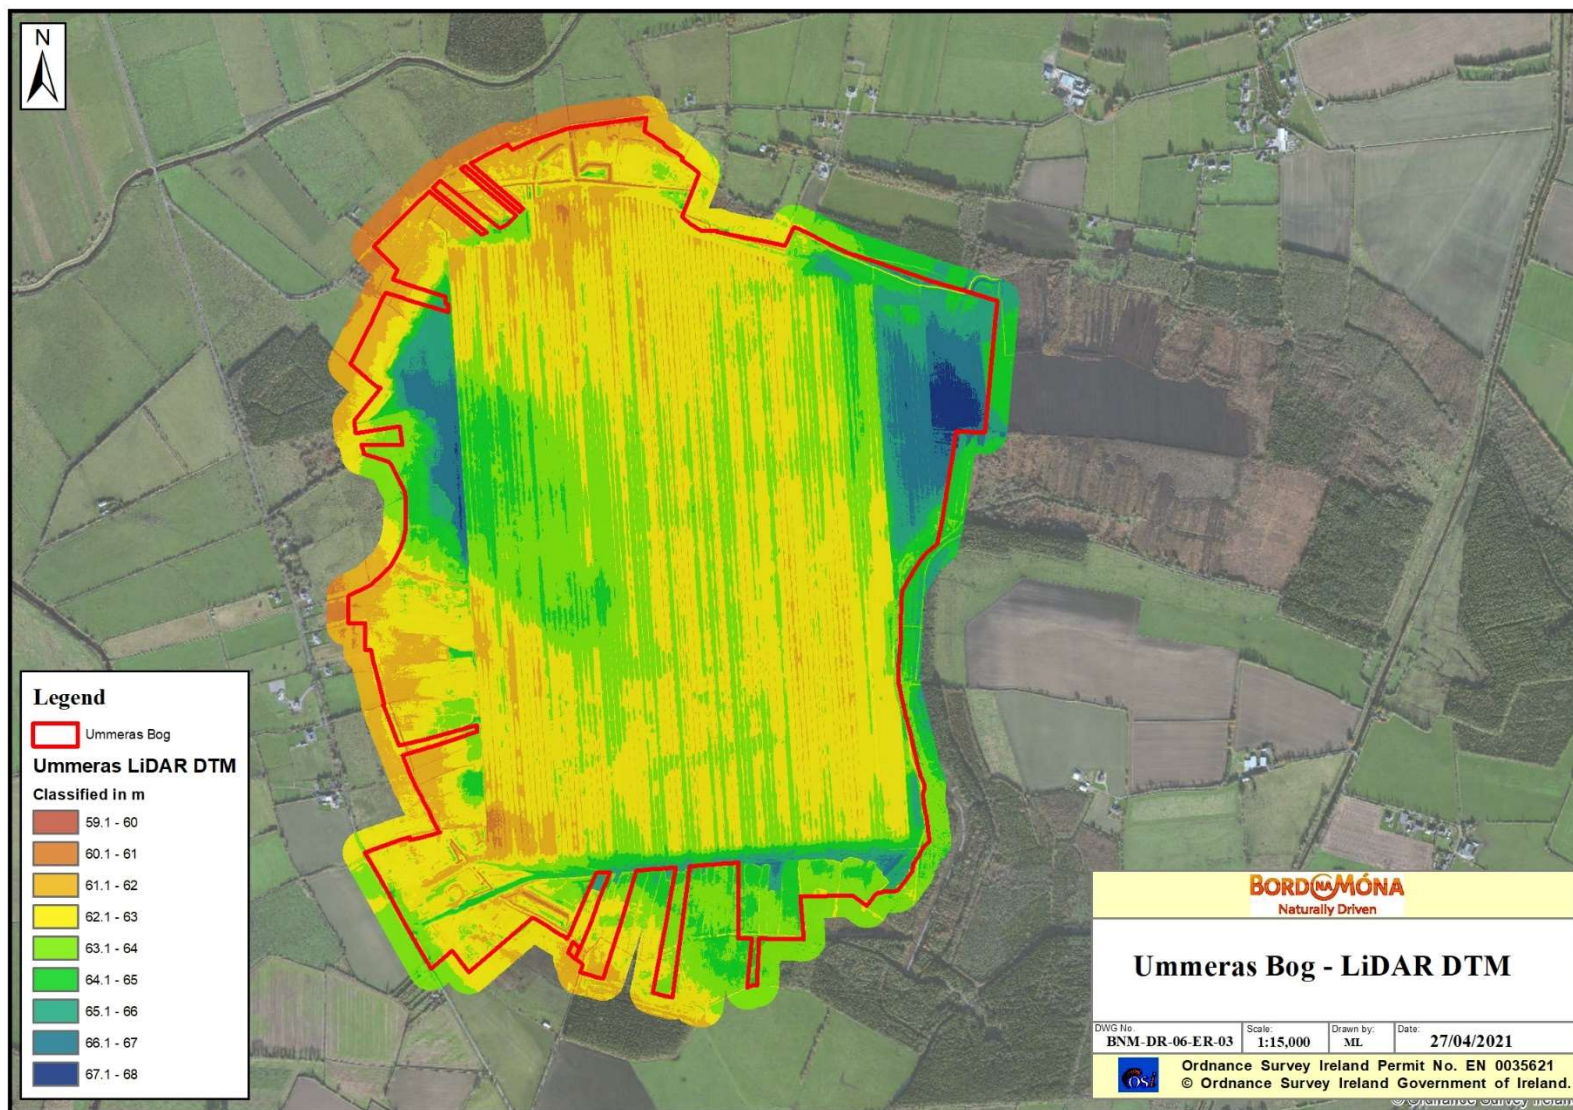 N
Legend
Ummeras Bog
Ummeras LiDAR DTM
Classified in m
59.1 - 60
60.1 - 61
61.1 - 62
62.1 - 63
63.1 - 64
64.1 - 65
65.1 - 66
66.1 - 67
67.1 - 68
BORD NA MÓNA
Naturally Driven
Ummeras Bog - LiDAR DTM
DWG No. Scale: Drawn by: Date:
BNM-DR-06-ER-03 1:15,000 ML 27/04/2021
OSi
Ordnance Survey Ireland Permit No. EN 0035621
© Ordnance Survey Ireland Government of Ireland.
© Ordnance Survey